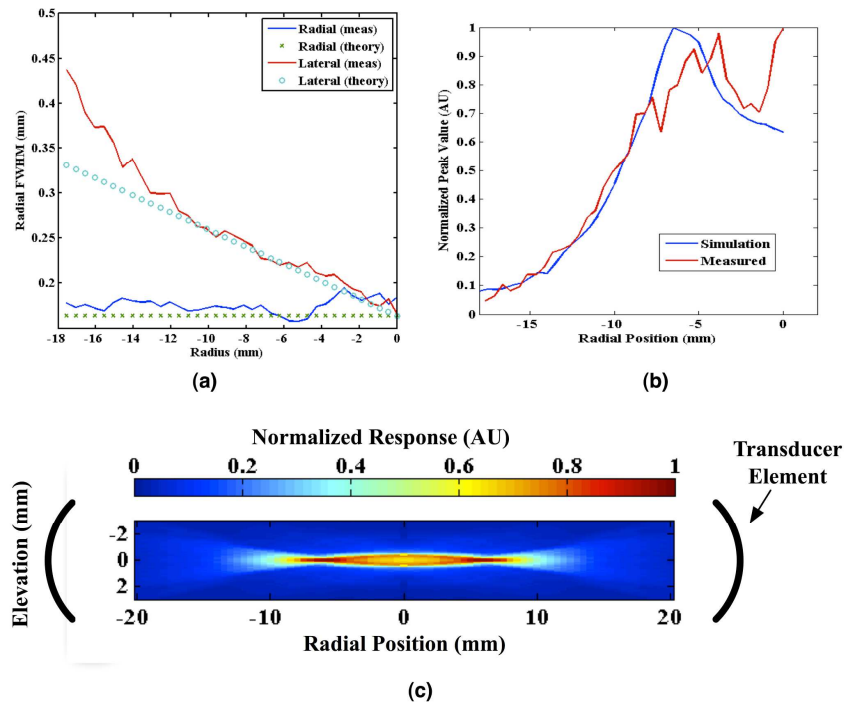 0.5
0.45
0.4
0.35
0.3
0.25
0.2
Radial FWHM (mm)
Radial (meas)
Radial (theory)
Lateral (meas)
Lateral (theory)
-18 -16 -14 -12 -10 -8 -6 -4 -2 0
Radius (mm)
(a)
1
0.9
0.8
0.7
0.6
0.5
0.4
0.3
0.2
0.1
0
Normalized Peak Value (AU)
Simulation
Measured
-15 -10 -5 0
Radial Position (mm)
(b)
Normalized Response (AU)
0 0.2 0.4 0.6 0.8 1
Transducer
Element
Elevation (mm)
-2
0
2
-20 -10 0 10 20
Radial Position (mm)
(c)